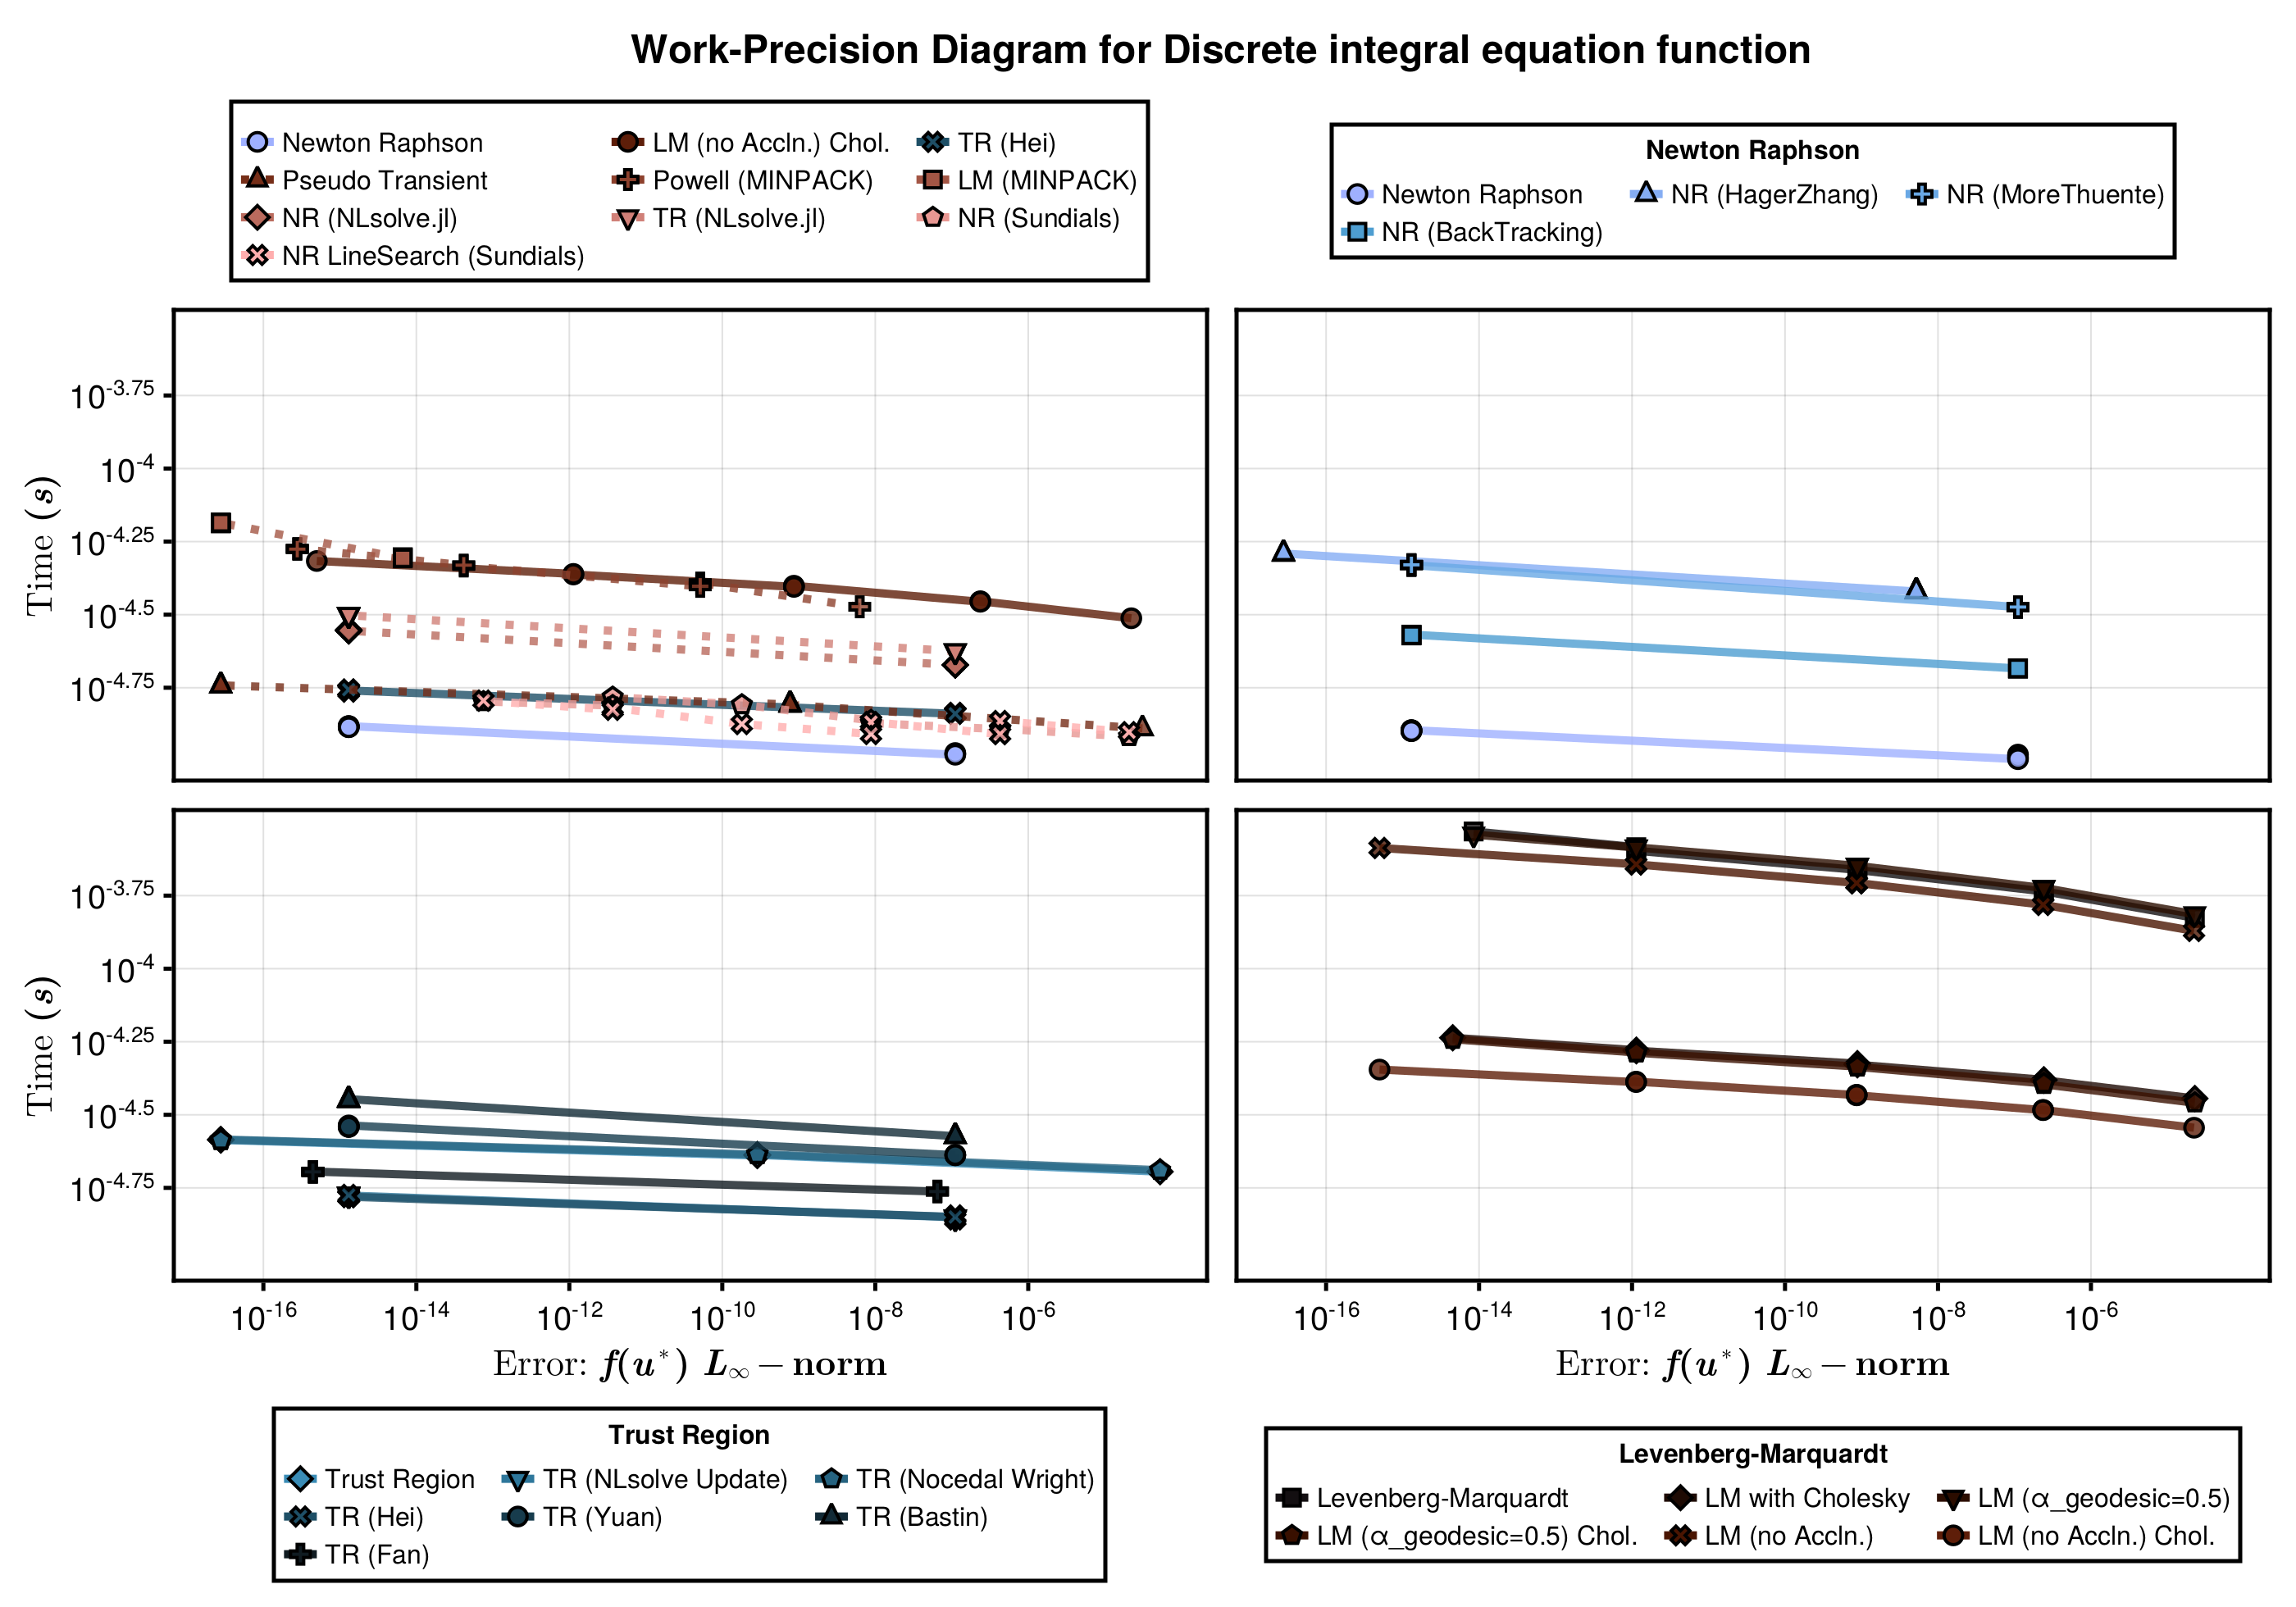 Work-Precision Diagram for Discrete integral equation function
Newton Raphson
LM (no Accln.) Chol.
TR (Hei)
Pseudo Transient
Powell (MINPACK)
LM (MINPACK)
NR (NLsolve.jl)
TR (NLsolve.jl)
NR (Sundials)
NR LineSearch (Sundials)
Newton Raphson
Newton Raphson
NR (HagerZhang)
NR (MoreThuente)
NR (BackTracking)
Time (s)
10^-3.75
10^-4
10^-4.25
10^-4.5
10^-4.75
Time (s)
10^-3.75
10^-4
10^-4.25
10^-4.5
10^-4.75
10^-16
10^-14
10^-12
10^-10
10^-8
10^-6
10^-16
10^-14
10^-12
10^-10
10^-8
10^-6
Error: f(u*) L∞ − norm
Error: f(u*) L∞ − norm
Trust Region
Trust Region
TR (NLsolve Update)
TR (Nocedal Wright)
TR (Hei)
TR (Yuan)
TR (Bastin)
TR (Fan)
Levenberg-Marquardt
Levenberg-Marquardt
LM with Cholesky
LM (α_geodesic=0.5)
LM (α_geodesic=0.5) Chol.
LM (no Accln.)
LM (no Accln.) Chol.